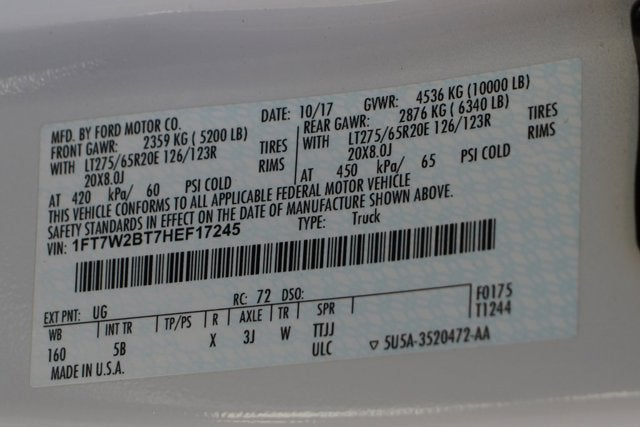 MFD. BY FORD MOTOR CO. DATE: 10/17 GVWR: 4536 KG (10000 LB)
FRONT GAWR: 2359 KG ( 5200 LB) REAR GAWR: 2876 KG ( 6340 LB)
WITH LT275/65R20E 126/123R TIRES WITH LT275/65R20E 126/123R TIRES
20X8.0J RIMS 20X8.0J RIMS
AT 420 kPa/ 60 PSI COLD AT 450 kPa/ 65 PSI COLD
THIS VEHICLE CONFORMS TO ALL APPLICABLE FEDERAL MOTOR VEHICLE
SAFETY STANDARDS IN EFFECT ON THE DATE OF MANUFACTURE SHOWN ABOVE.
VIN: 1FT7W2BT7HEF17245 TYPE: Truck
EXT PNT: UG RC: 72 DSO: F0175
WB INT TR TP/PS R AXLE TR SPR T1244
160 5B X 3J W TTJJ
MADE IN U.S.A. ULC ▽ 5U5A-3520472-AA